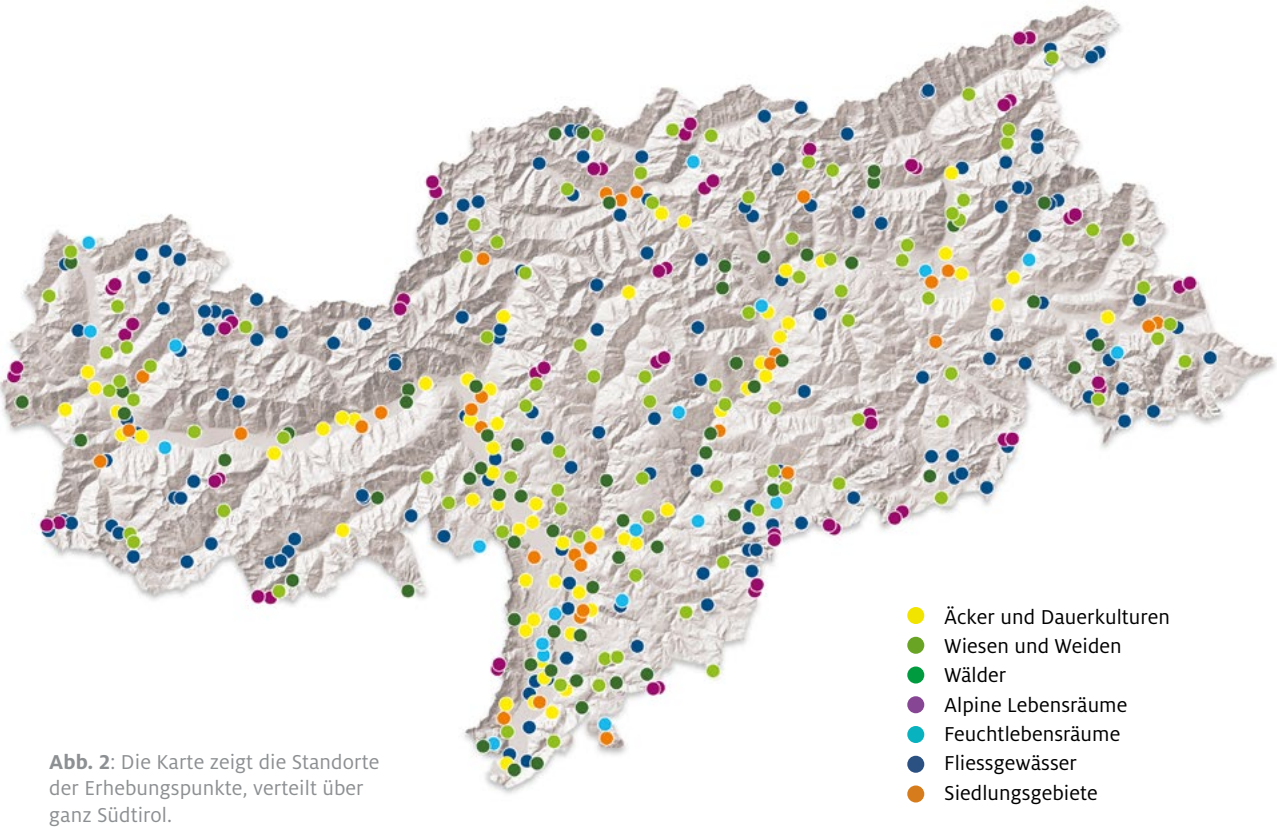 Äcker und Dauerkulturen
Wiesen und Weiden
Wälder
Alpine Lebensräume
Feuchtlebensräume
Fliessgewässer
Siedlungsgebiete
Abb. 2: Die Karte zeigt die Standorte
der Erhebungspunkte, verteilt über
ganz Südtirol.